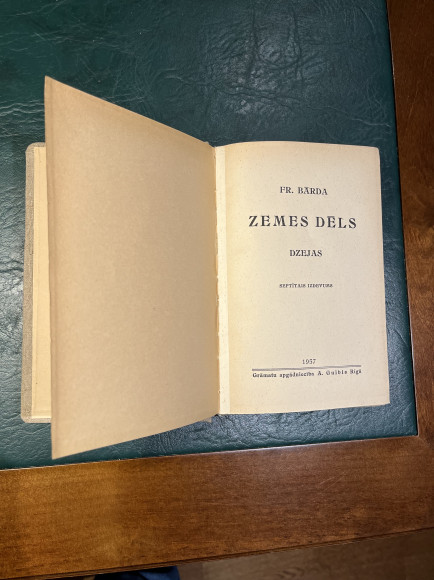 FR. BĀRDA
ZEMES DĒLS
DZEJAS
SEPTĪTAIS IZDEVUMS
1937
Grāmatu apgādniecība A. Gulbis Rīgā